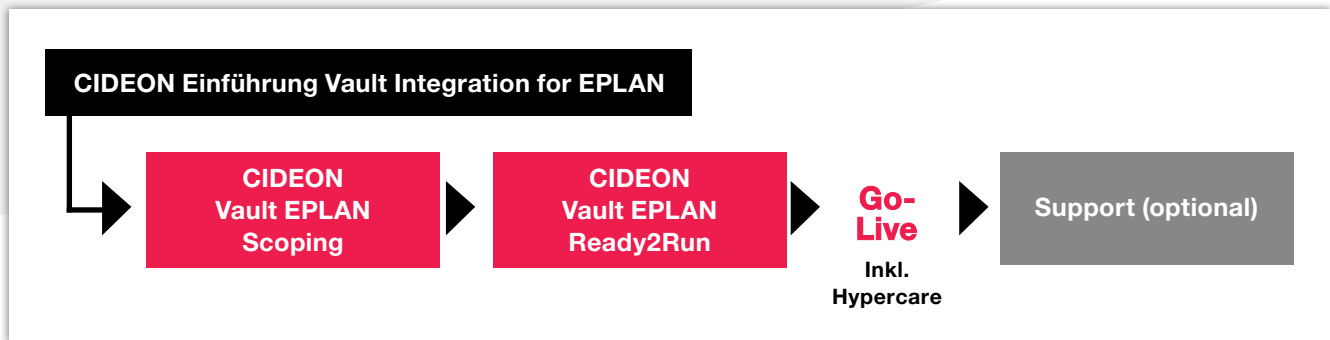 CIDEON Einführung Vault Integration for EPLAN
CIDEON
Vault EPLAN
Scoping
CIDEON
Vault EPLAN
Ready2Run
Go-
Live
Inkl.
Hypercare
Support (optional)